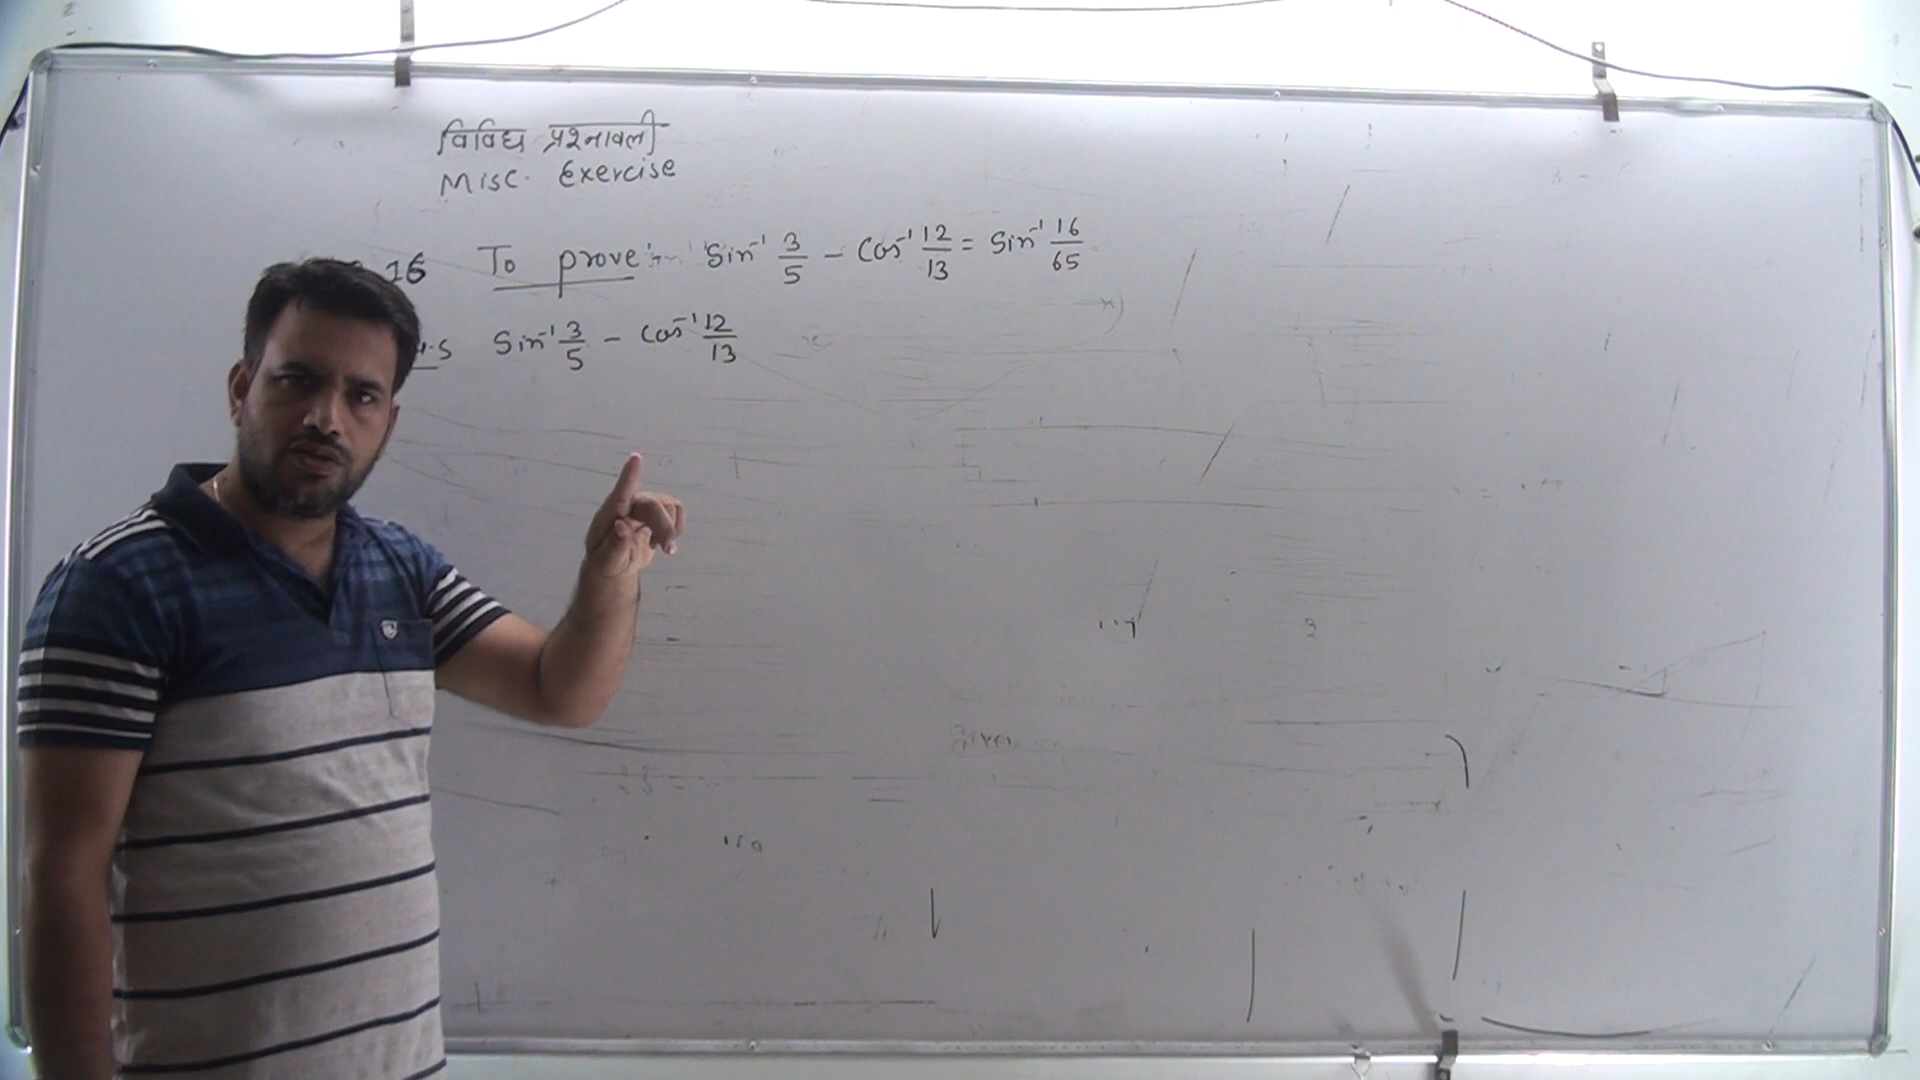 विविध प्रश्नावली
Misc. Exercise
16 To prove :- Sin⁻¹ 3/5 - Cos⁻¹ 12/13 = Sin⁻¹ 16/65
Sin⁻¹ 3/5 - Cos⁻¹ 12/13